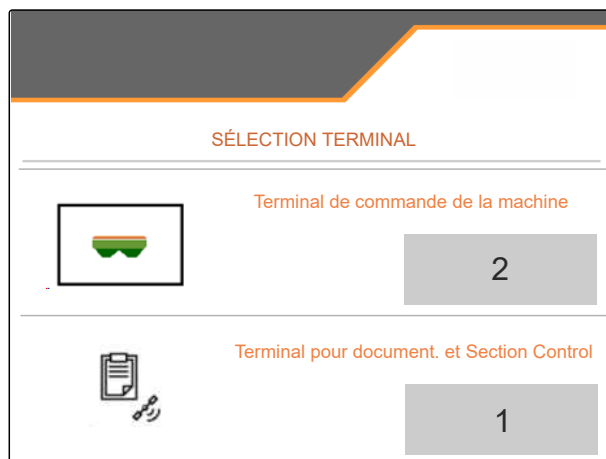 SÉLECTION TERMINAL
Terminal de commande de la machine
2
Terminal pour document. et Section Control
1